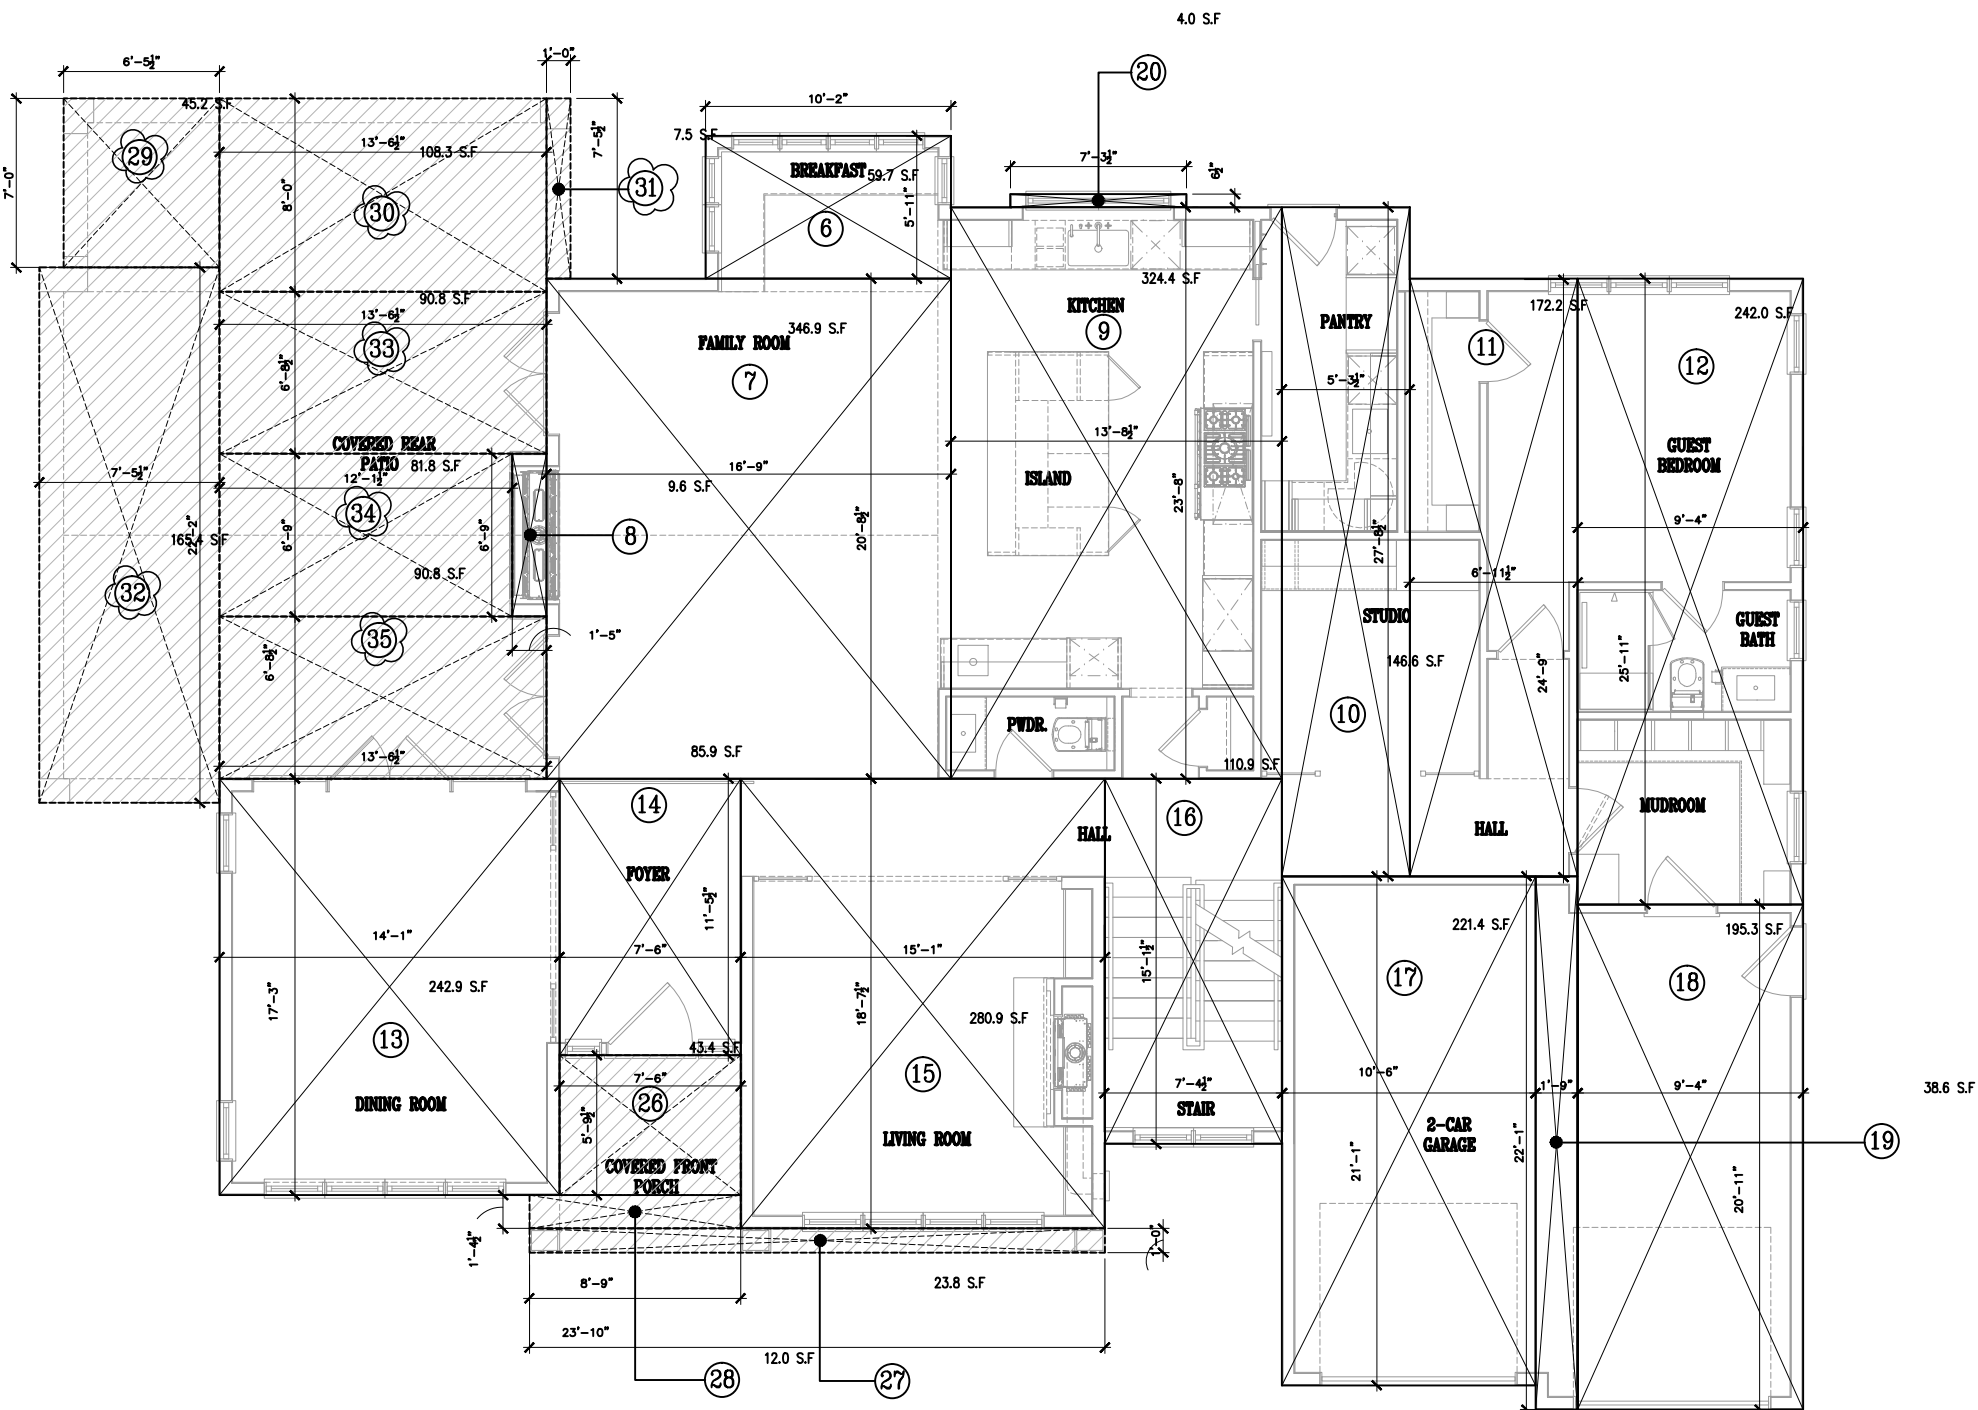 4.0 S.F
20
6'-5½"
1'-0"
10'-2"
45.2 S.F
7'-5½"
7.5 S.F
13'-6½"
108.3 S.F
29
7'-3½"
6½"
BREAKFAST
59.7 S.F
7'-0"
31
8'-0"
30
5'-11"
6
90.8 S.F
324.4 S.F
13'-6½"
KITCHEN
172.2 S.F
242.0 S.F
346.9 S.F
9
PANTRY
FAMILY ROOM
33
11
12
6'-8½"
7
5'-3½"
COVERED REAR
PATIO
81.8 S.F
13'-8½"
GUEST
BEDROOM
7'-5½"
12'-1½"
16'-9"
ISLAND
9.6 S.F
23'-8"
34
9'-4"
22'-2"
165.4 S.F
6'-9"
6'-9"
8
20'-8½"
27'-8½"
90.8 S.F
6'-11½"
32
STUDIO
GUEST
BATH
35
1'-5"
6'-8½"
146.6 S.F
24'-9"
25'-11"
10
PWDR.
13'-6½"
85.9 S.F
110.9 S.F
14
16
MUDROOM
HALL
HALL
FOYER
11'-5½"
221.4 S.F
195.3 S.F
14'-1"
7'-6"
15'-1"
15'-1½"
17
18
242.9 S.F
17'-3"
18'-7½"
280.9 S.F
13
43.4 S.F
7'-6"
15
10'-6"
7'-4½"
1'-9"
9'-4"
38.6 S.F
26
DINING ROOM
5'-9½"
STAIR
2-CAR
GARAGE
LIVING ROOM
22'-1"
19
COVERED FRONT
PORCH
21'-1"
20'-11"
1'-4½"
1'-0"
8'-9"
23.8 S.F
23'-10"
12.0 S.F
28
27